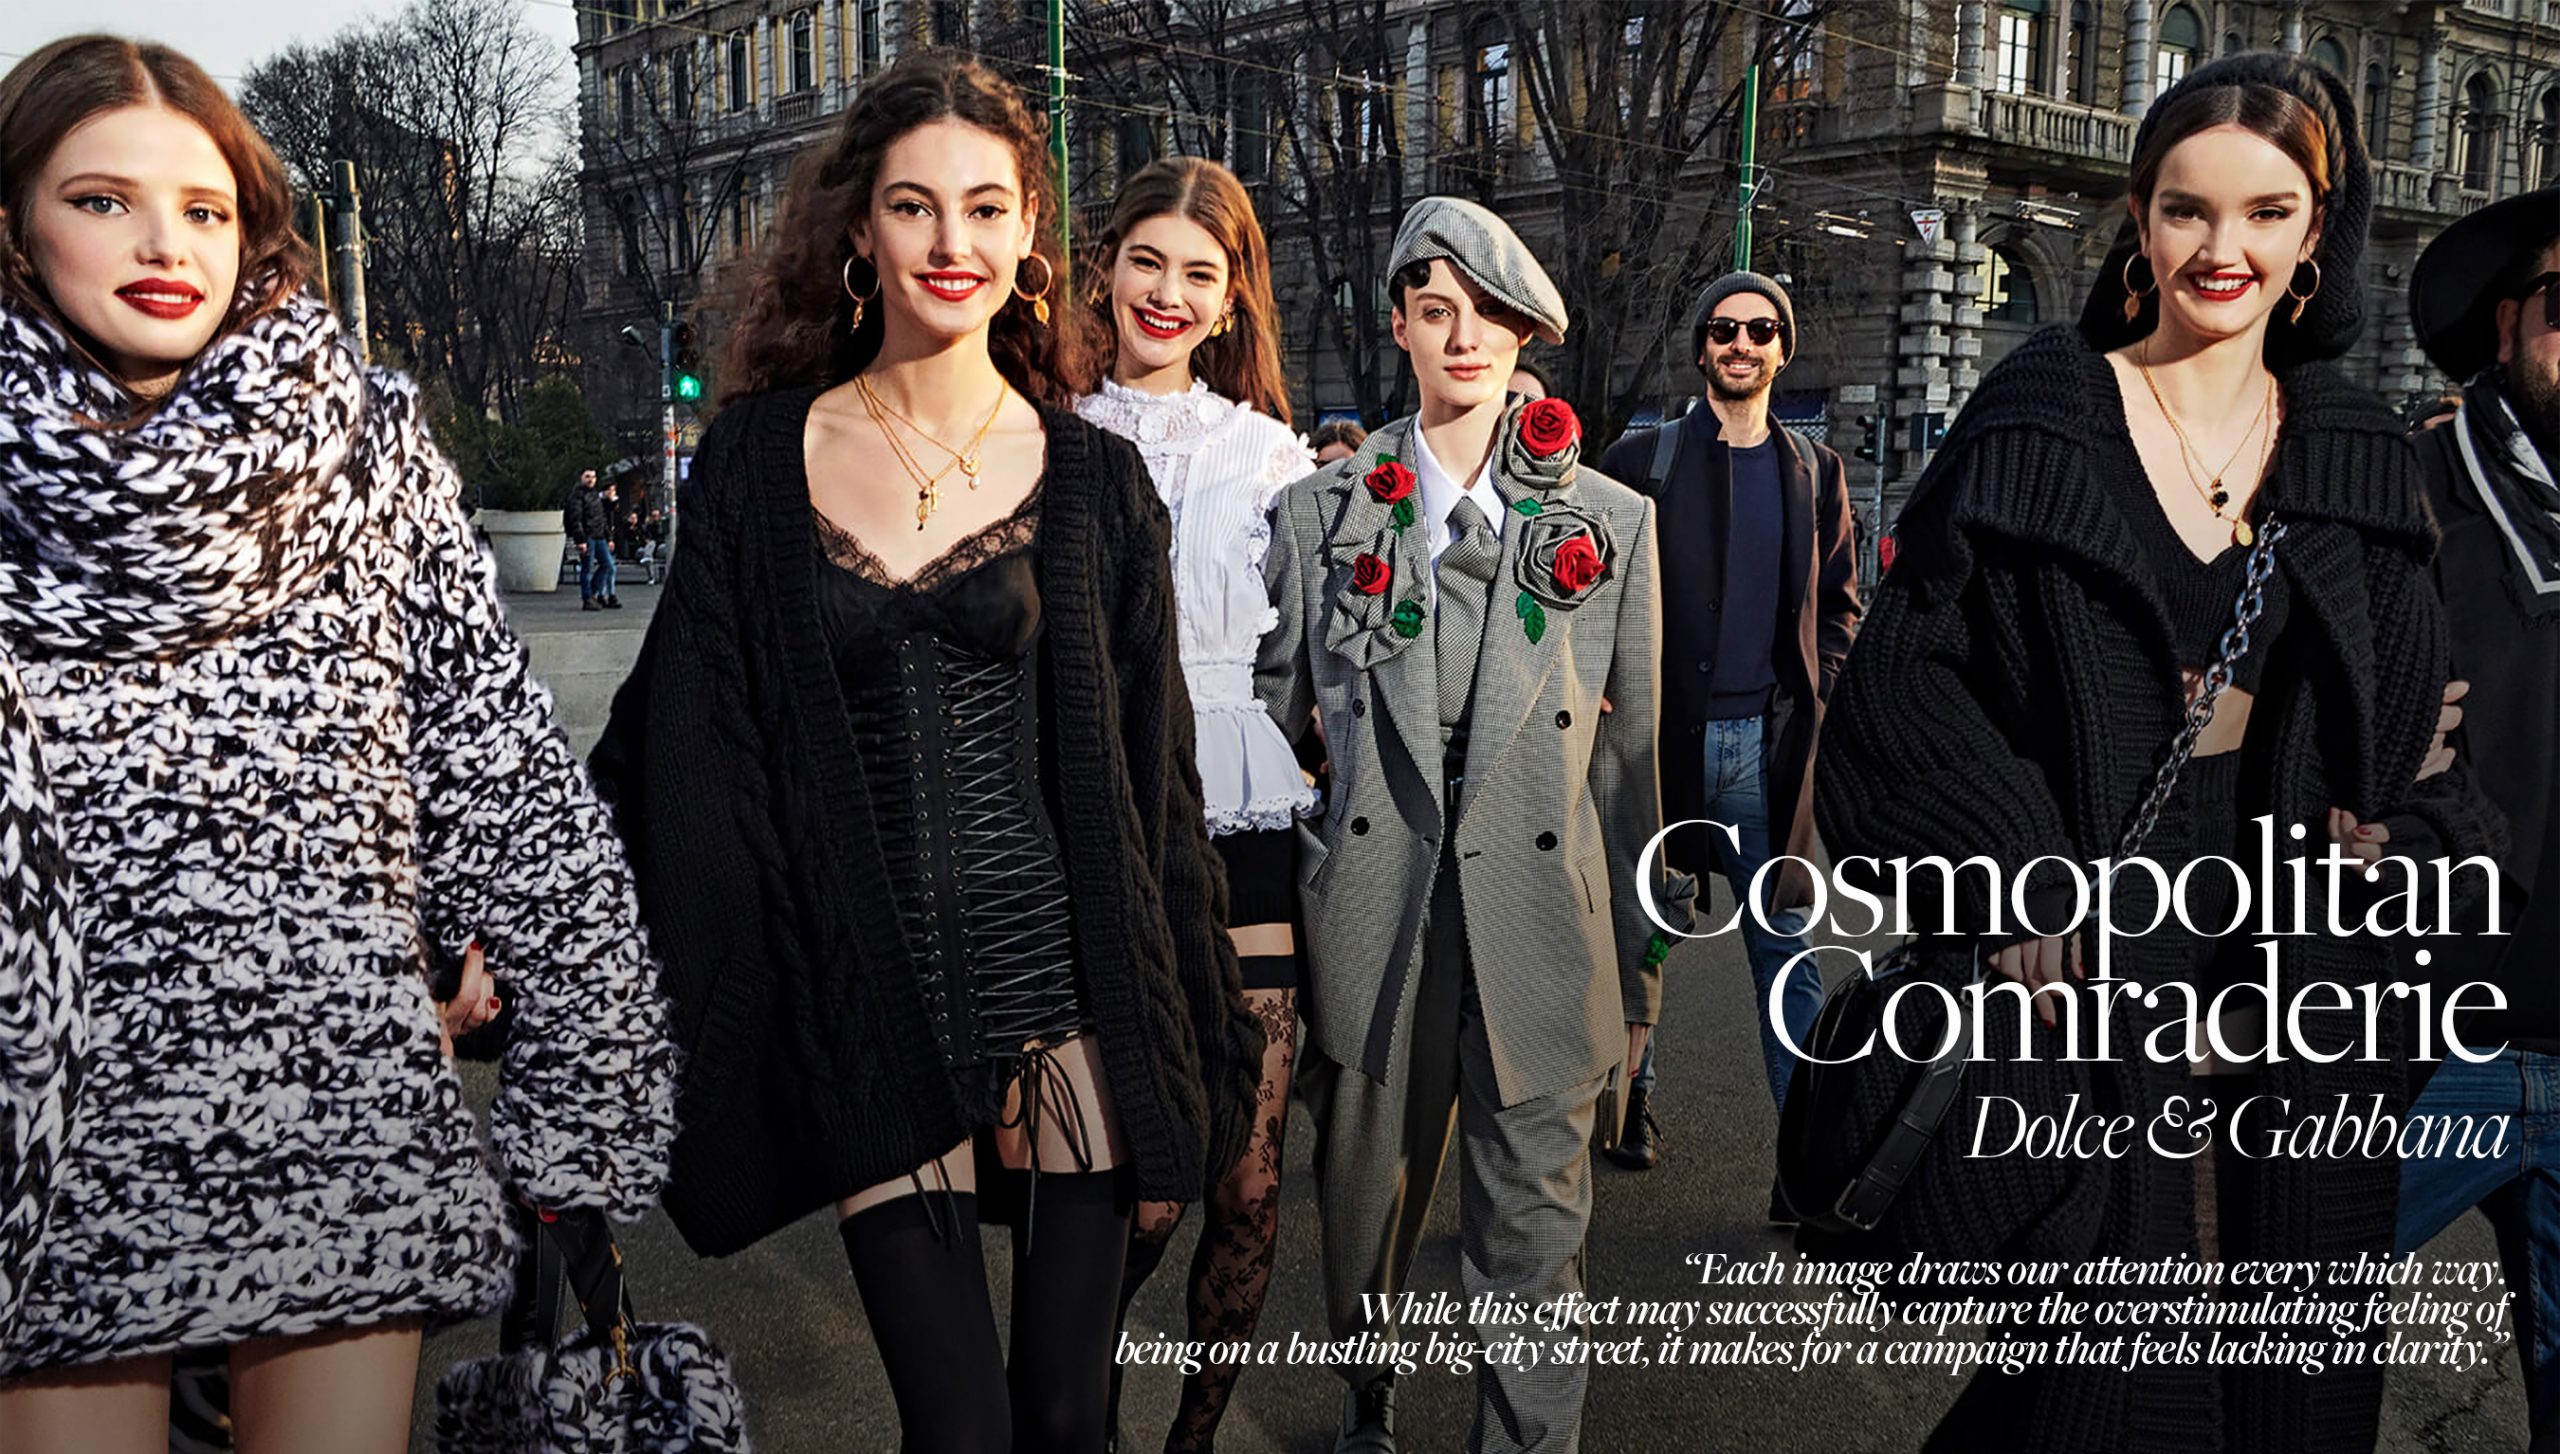 Cosmopolitan
Comraderie
Dolce & Gabbana
“Each image draws our attention every which way.
While this effect may successfully capture the overstimulating feeling of
being on a bustling big-city street, it makes for a campaign that feels lacking in clarity.”